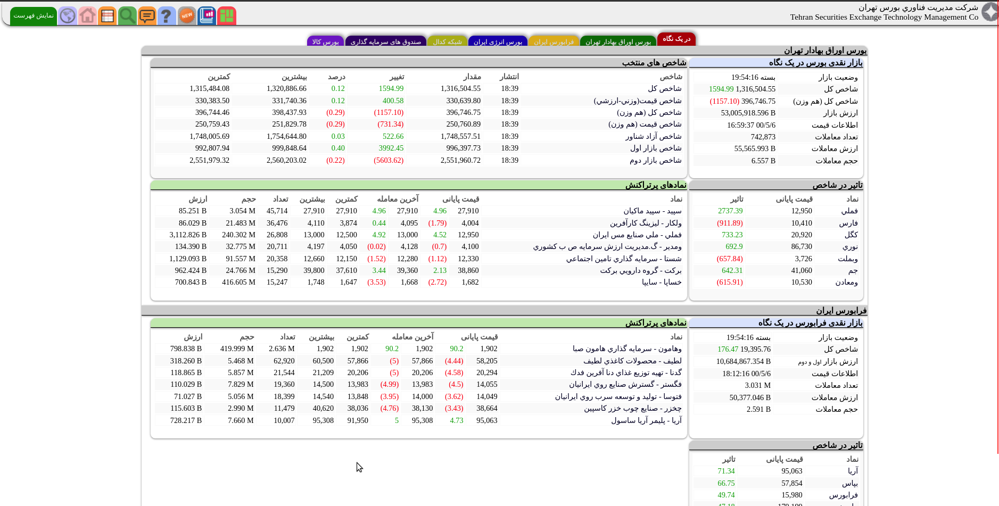 شرکت مدیریت فناوري بورس تهران
Tehran Securities Exchange Technology Management Co
NEW
نمایش فهرست
در یک نگاه
بورس اوراق بهادار تهران
فرابورس ایران
بورس انرژی ایران
شبکه کدال
صندوق های سرمایه گذاری
بورس کالا
بورس اوراق بهادار تهران
بازار نقدی بورس در یک نگاه
وضعیت بازار بسته 19:54:16
شاخص کل 1,316,504.55 1594.99
شاخص كل (هم وزن) 396,746.75 (1157.10)
ارزش بازار 53,005,918.596 B
اطلاعات قیمت 00/5/6 16:59:37
تعداد معاملات 742,873
ارزش معاملات 55,565.993 B
حجم معاملات 6.557 B
شاخص های منتخب
شاخص انتشار مقدار تغییر درصد بیشترین کمترین
شاخص كل 18:39 1,316,504.55 1594.99 0.12 1,320,886.66 1,315,484.08
شاخص قيمت(وزني-ارزشي) 18:39 330,639.80 400.58 0.12 331,740.36 330,383.50
شاخص كل (هم وزن) 18:39 396,746.75 (1157.10) (0.29) 398,437.93 396,744.46
شاخص قيمت (هم وزن) 18:39 250,760.89 (731.34) (0.29) 251,829.78 250,759.43
شاخص آزاد شناور 18:39 1,748,557.51 522.66 0.03 1,754,644.80 1,748,005.69
شاخص بازار اول 18:39 996,397.73 3992.45 0.40 999,848.64 992,807.94
شاخص بازار دوم 18:39 2,551,960.72 (5603.62) (0.22) 2,560,203.02 2,551,979.32
تاثیر در شاخص
نماد قیمت پایانی تاثیر
فملي 12,950 2737.39
فارس 10,410 (911.89)
كگل 20,920 733.23
نوري 86,730 692.9
وبملت 3,726 (657.84)
جم 41,060 642.31
ومعادن 10,530 (615.91)
نمادهای پرتراکنش
نماد قیمت پایانی آخرین معامله کمترین بیشترین تعداد حجم ارزش
سپيد - سپيد ماكيان 27,910 4.96 27,910 4.96 27,910 27,910 45,714 3.054 M 85.251 B
ولكار - ليزينگ كارآفرين 4,004 (1.79) 4,095 0.44 3,874 4,110 36,476 21.483 M 86.029 B
فملي - ملي صنايع مس ايران 12,950 4.52 13,000 4.92 12,500 13,000 26,808 240.302 M 3,112.826 B
ومدير - گ.مديريت ارزش سرمايه ص ب كشوري 4,100 (0.7) 4,128 (0.02) 4,050 4,197 20,711 32.775 M 134.390 B
شستا - سرمايه گذاري تامين اجتماعي 12,330 (1.12) 12,280 (1.52) 12,150 12,660 20,358 91.557 M 1,129.093 B
بركت - گروه دارويي بركت 38,860 2.13 39,360 3.44 37,610 39,800 15,290 24.766 M 962.424 B
خساپا - سايپا 1,682 (2.72) 1,668 (3.53) 1,647 1,748 15,247 416.605 M 700.843 B
فرابورس ایران
بازار نقدی فرابورس در یک نگاه
وضعیت بازار بسته 19:54:16
شاخص کل 19,395.76 176.47
ارزش بازار اول و دوم 10,684,867.354 B
اطلاعات قیمت 00/5/6 18:12:16
تعداد معاملات 3.031 M
ارزش معاملات 50,377.046 B
حجم معاملات 2.591 B
نمادهای پرتراکنش
نماد قیمت پایانی آخرین معامله کمترین بیشترین تعداد حجم ارزش
وهامون - سرمايه گذاري هامون صبا 1,902 90.2 1,902 90.2 1,902 1,902 2.636 M 419.999 M 798.838 B
لطيف - محصولات كاغذي لطيف 58,205 (4.44) 57,866 (5) 57,866 60,500 62,920 5.468 M 318.260 B
گدنا - تهيه توزيع غذاي دنا آفرين فدك 20,294 (4.58) 20,206 (5) 20,206 21,209 21,544 5.857 M 118.865 B
فگستر - گسترش صنايع روي ايرانيان 14,055 (4.5) 13,983 (4.99) 13,983 14,500 19,360 7.829 M 110.029 B
فتوسا - توليد و توسعه سرب روي ايرانيان 14,049 (3.62) 14,000 (3.95) 13,848 14,540 18,399 5.056 M 71.027 B
چخزر - صنايع چوب خزر كاسپين 38,664 (3.43) 38,130 (4.76) 38,036 40,620 11,479 2.990 M 115.603 B
آريا - پليمر آريا ساسول 95,063 4.73 95,308 5 91,950 95,308 10,007 7.660 M 728.217 B
تاثیر در شاخص
نماد قیمت پایانی تاثیر
آريا 95,063 71.34
بپاس 57,854 66.75
فرابورس 15,980 49.74